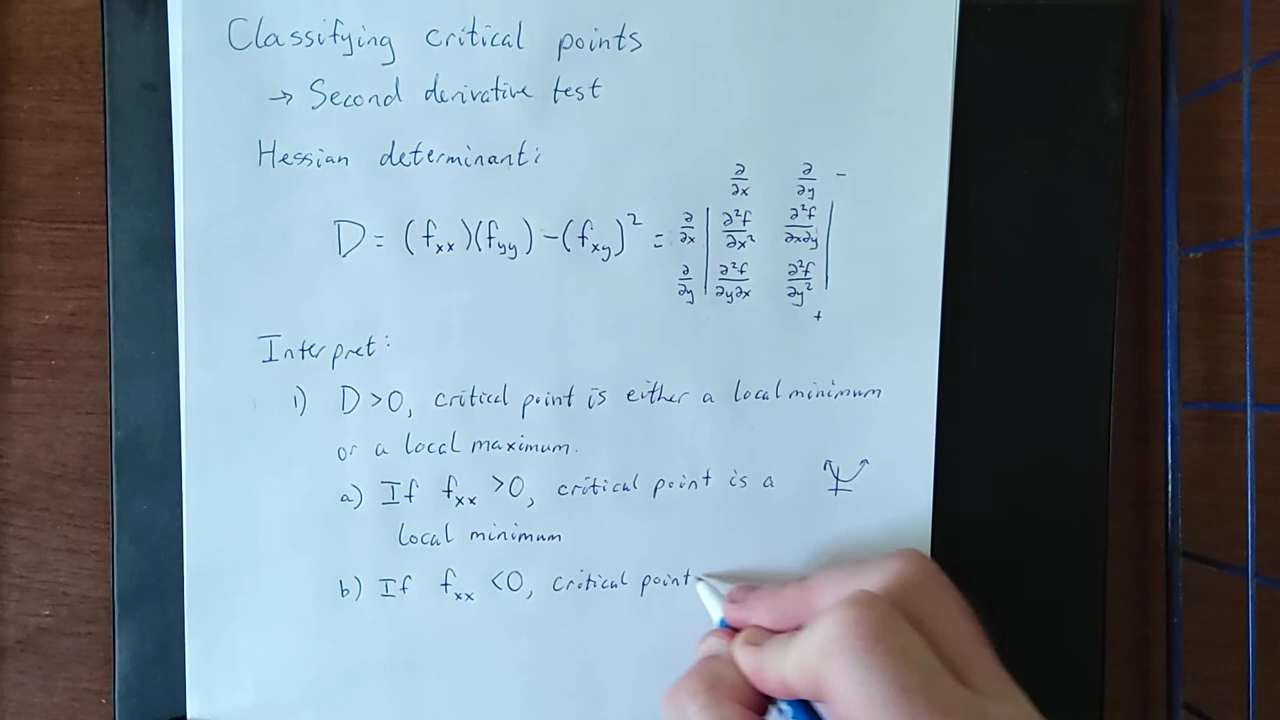 Classifying critical points
→ Second derivative test
Hessian determinant:
∂/∂x ∂/∂y −
D = (fₓₓ)(f_yy) − (f_xy)² = ∂/∂x | ∂²f/∂x² ∂²f/∂x∂y |
∂/∂y | ∂²f/∂y∂x ∂²f/∂y² |
+
Interpret:
1) D > 0, critical point is either a local minimum
or a local maximum.
a) If fₓₓ > 0, critical point is a
local minimum
b) If fₓₓ < 0, critical point